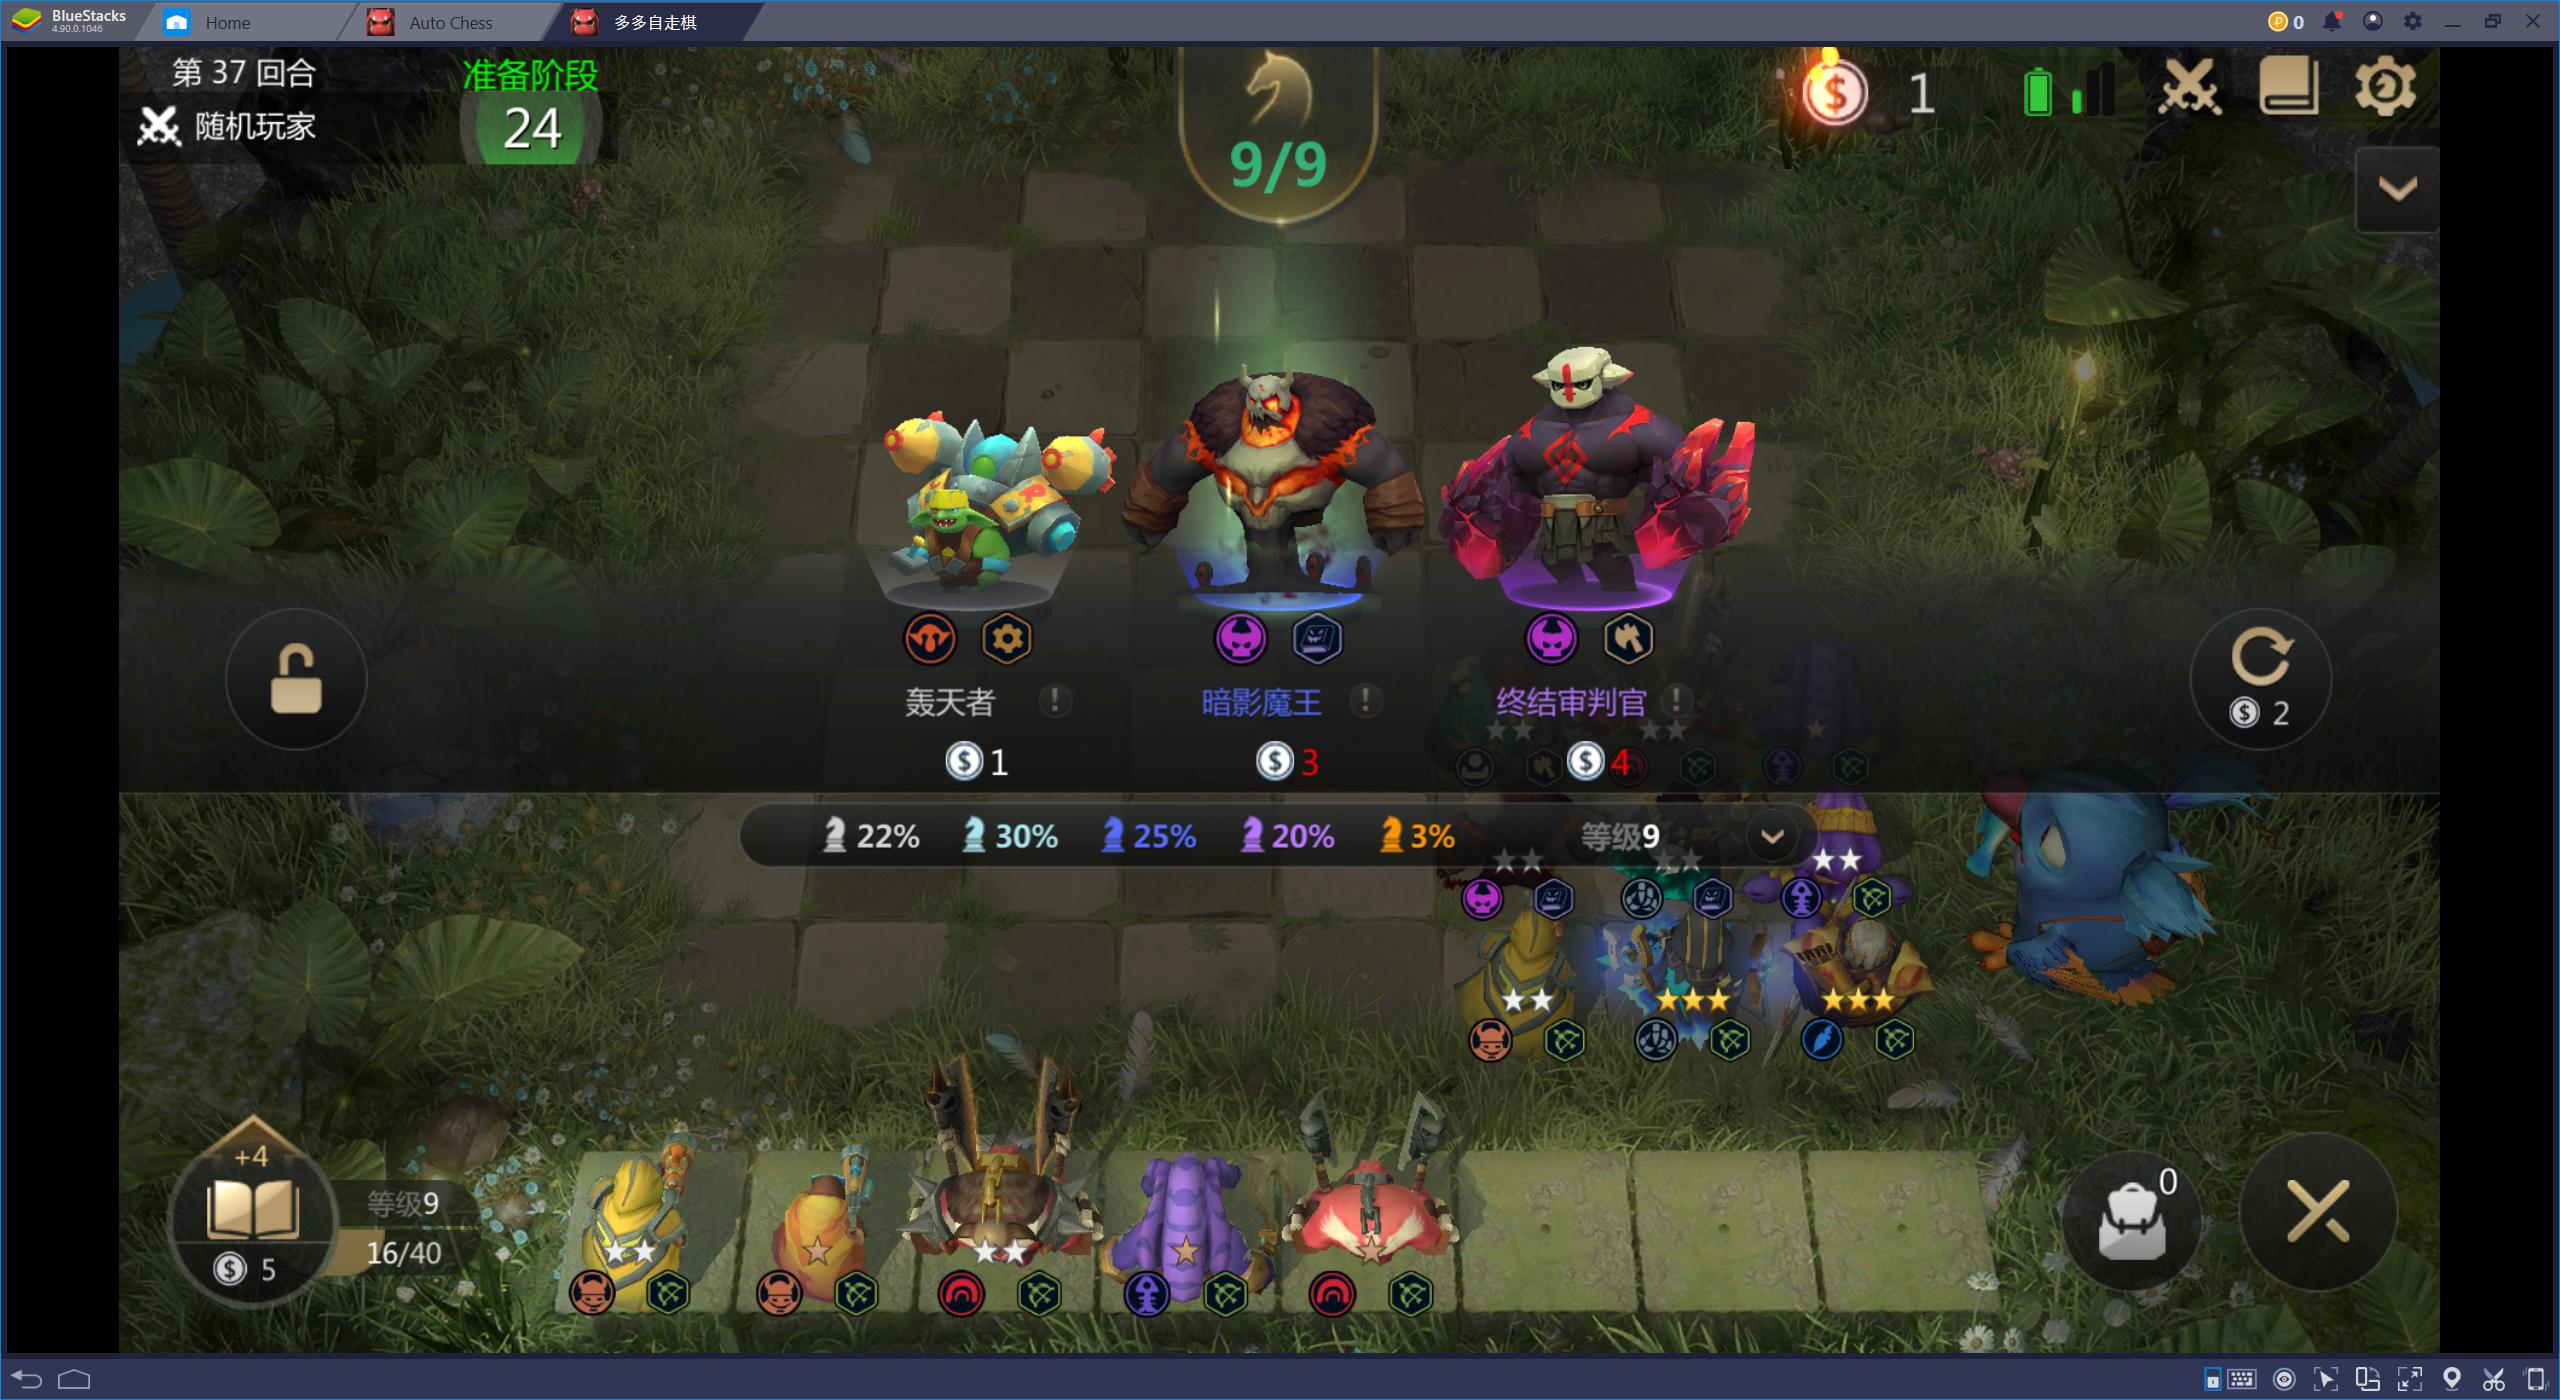 BlueStacks
4.90.0.1046
Home
Auto Chess
多多自走棋
0
第 37 回合
准备阶段
24
随机玩家
9/9
1
轰天者
暗影魔王
终结审判官
1
3
4
2
22%
30%
25%
20%
3%
等级9
+4
等级9
16/40
5
0